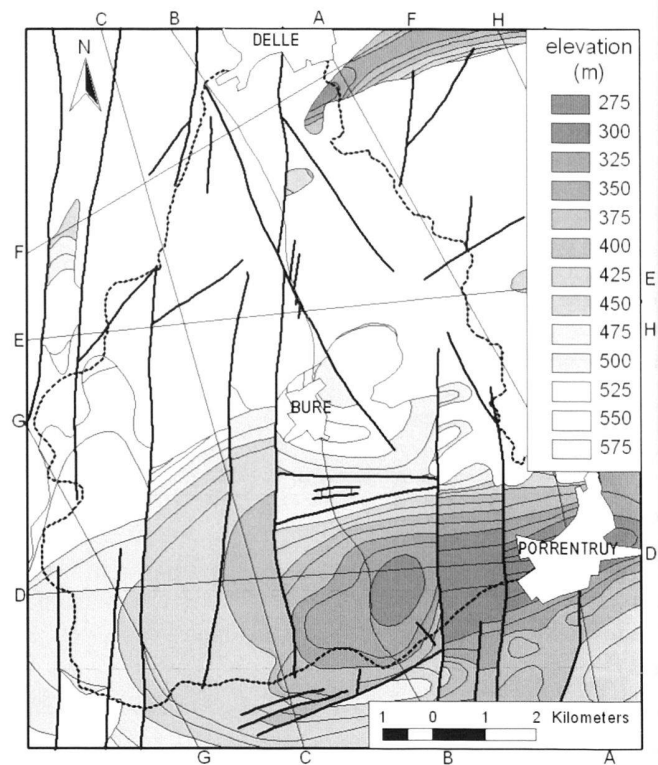 C B A F H
DELLE
N
elevation
(m)
275
300
325
350
375
400
425
450
475
500
525
550
575
F
E
E
H
G
BURE
PORRENTRUY
D
D
1 0 1 2 Kilometers
G C B A